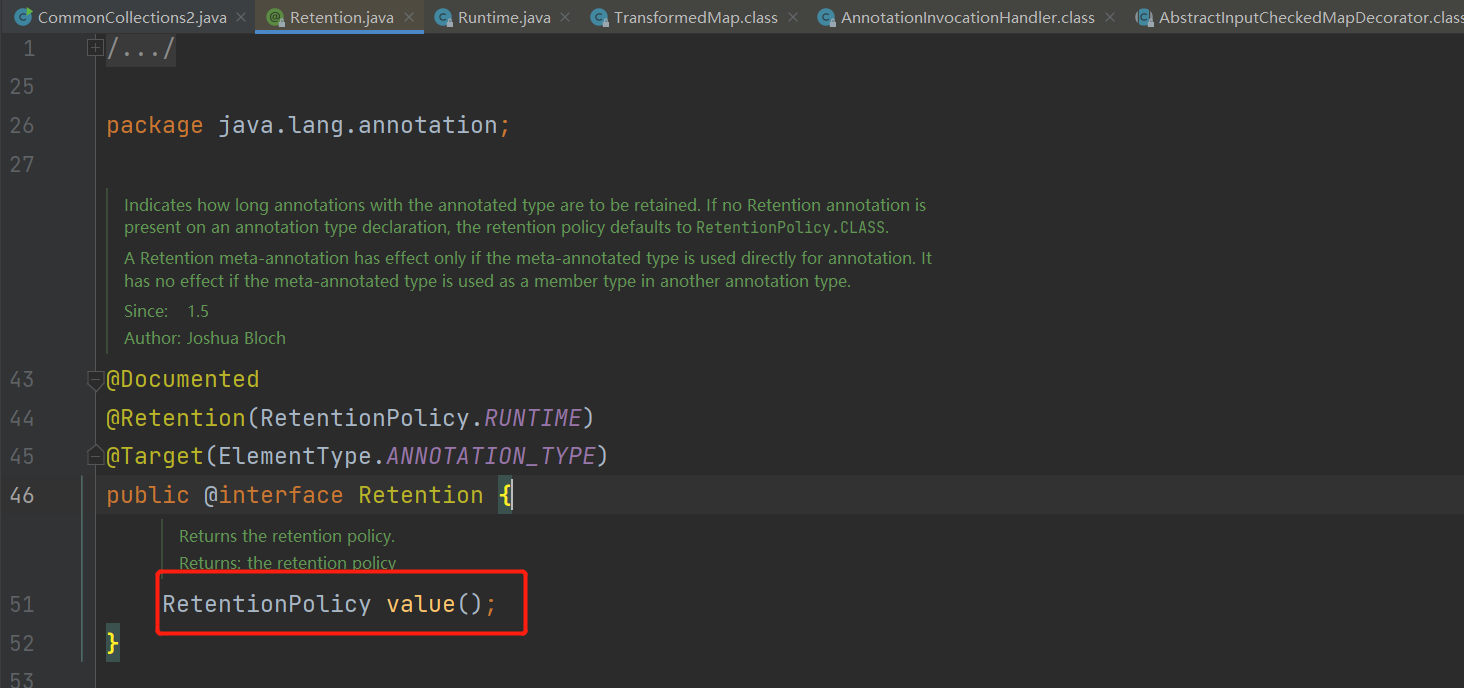 CommonCollections2.java Retention.java Runtime.java TransformedMap.class AnnotationInvocationHandler.class AbstractInputCheckedMapDecorator.class
1 /.../
25
26 package java.lang.annotation;
27
Indicates how long annotations with the annotated type are to be retained. If no Retention annotation is
present on an annotation type declaration, the retention policy defaults to RetentionPolicy.CLASS.
A Retention meta-annotation has effect only if the meta-annotated type is used directly for annotation. It
has no effect if the meta-annotated type is used as a member type in another annotation type.
Since: 1.5
Author: Joshua Bloch
43 @Documented
44 @Retention(RetentionPolicy.RUNTIME)
45 @Target(ElementType.ANNOTATION_TYPE)
46 public @interface Retention {
Returns the retention policy.
Returns: the retention policy
51 RetentionPolicy value();
52 }
53